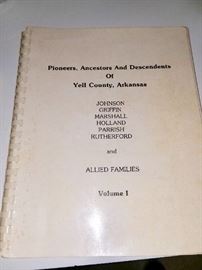 Pioneers, Ancestors And Descendents
Of
Yell County, Arkansas
JOHNSON
GRIFFIN
MARSHALL
HOLLAND
PARRISH
RUTHERFORD
and
ALLIED FAMILIES
Volume I